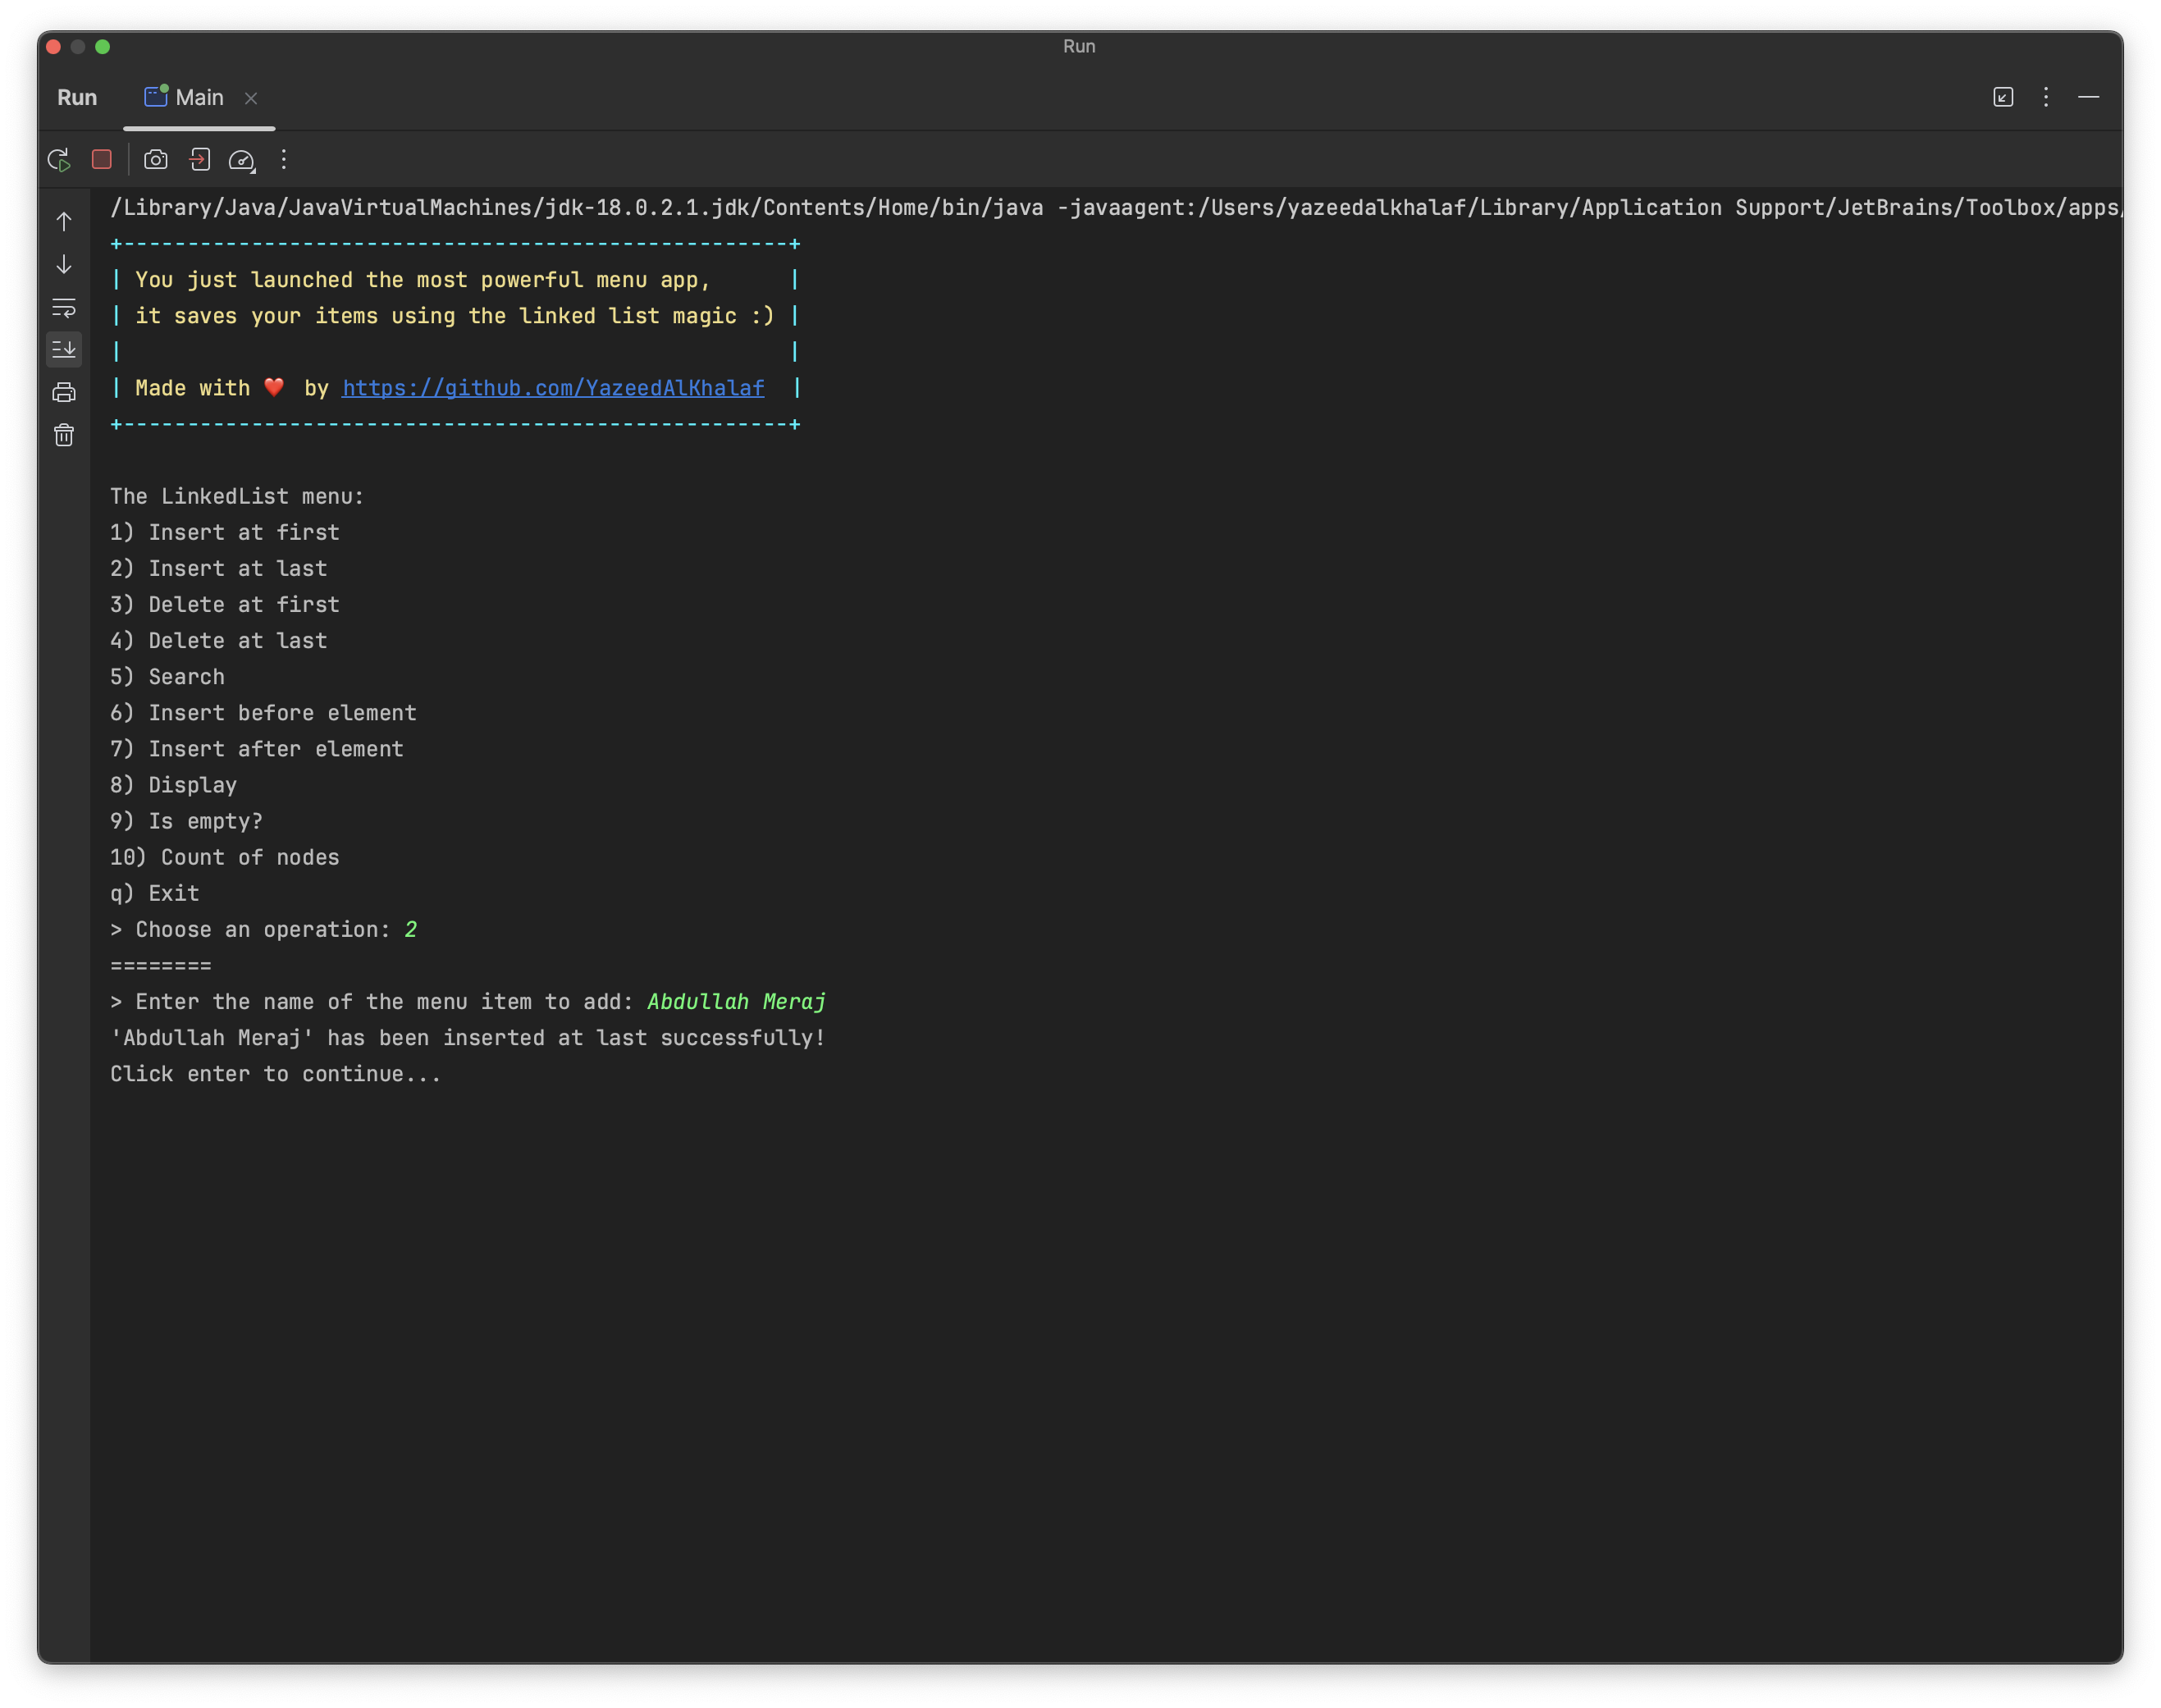 Run
Run Main
/Library/Java/JavaVirtualMachines/jdk-18.0.2.1.jdk/Contents/Home/bin/java -javaagent:/Users/yazeedalkhalaf/Library/Application Support/JetBrains/Toolbox/apps/
+----------------------------------------------------+
| You just launched the most powerful menu app,      |
| it saves your items using the linked list magic :) |
|                                                    |
| Made with ❤️ by https://github.com/YazeedAlKhalaf  |
+----------------------------------------------------+
The LinkedList menu:
1) Insert at first
2) Insert at last
3) Delete at first
4) Delete at last
5) Search
6) Insert before element
7) Insert after element
8) Display
9) Is empty?
10) Count of nodes
q) Exit
> Choose an operation: 2
========
> Enter the name of the menu item to add: Abdullah Meraj
'Abdullah Meraj' has been inserted at last successfully!
Click enter to continue...